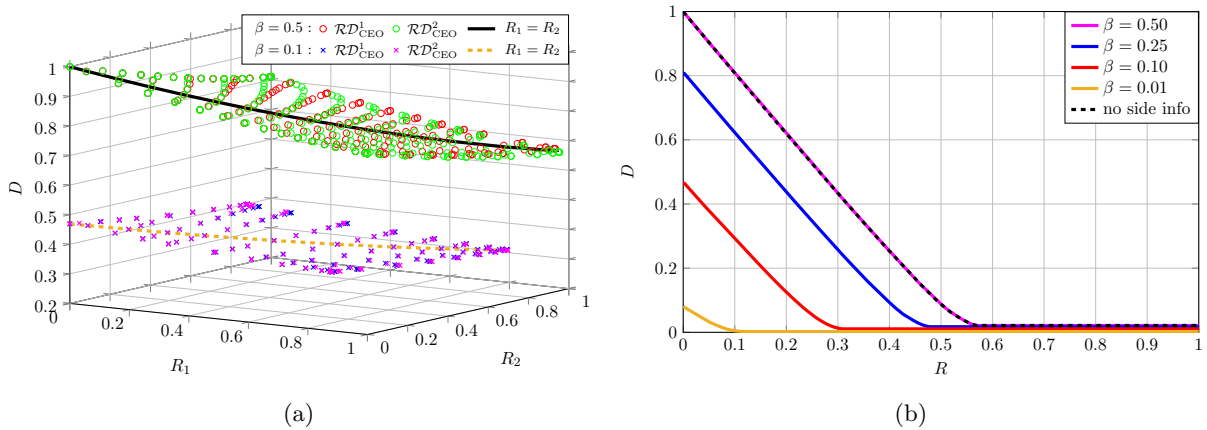 β = 0.5 : RD¹_CEO RD²_CEO R₁ = R₂
β = 0.1 : RD¹_CEO RD²_CEO R₁ = R₂
1
0.9
0.8
0.7
0.6
0.5
0.4
0.3
0.2
D
0
0.2
0.4
0.6
0.8
1
R₁
0
0.2
0.4
0.6
0.8
1
R₂
(a)
β = 0.50
β = 0.25
β = 0.10
β = 0.01
no side info
1
0.8
0.6
0.4
0.2
0
D
0 0.1 0.2 0.3 0.4 0.5 0.6 0.7 0.8 0.9 1
R
(b)